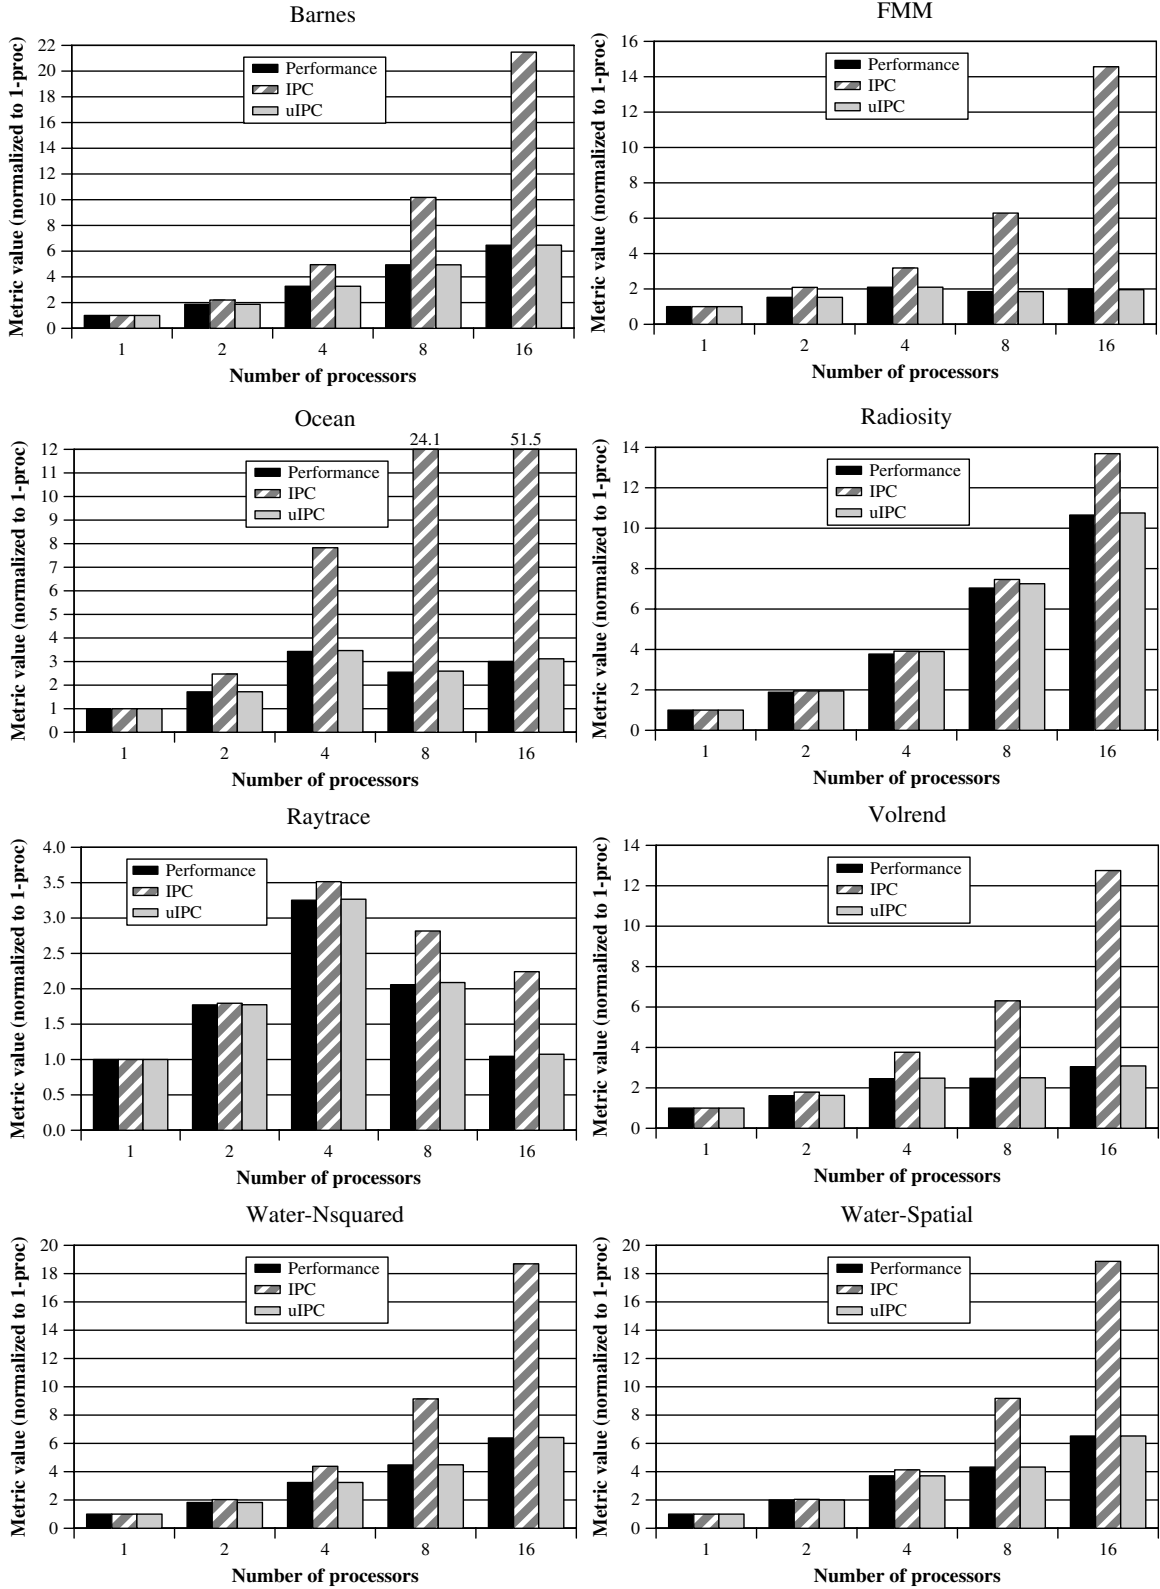 Barnes
Metric value (normalized to 1-proc)
22
20
18
16
14
12
10
8
6
4
2
0
Performance
IPC
uIPC
1 2 4 8 16
Number of processors
FMM
Metric value (normalized to 1-proc)
16
14
12
10
8
6
4
2
0
Performance
IPC
uIPC
1 2 4 8 16
Number of processors
Ocean
Metric value (normalized to 1-proc)
24.1 51.5
12
11
10
9
8
7
6
5
4
3
2
1
0
Performance
IPC
uIPC
1 2 4 8 16
Number of processors
Radiosity
Metric value (normalized to 1-proc)
14
12
10
8
6
4
2
0
Performance
IPC
uIPC
1 2 4 8 16
Number of processors
Raytrace
Metric value (normalized to 1-proc)
4.0
3.5
3.0
2.5
2.0
1.5
1.0
0.5
0.0
Performance
IPC
uIPC
1 2 4 8 16
Number of processors
Volrend
Metric value (normalized to 1-proc)
14
12
10
8
6
4
2
0
Performance
IPC
uIPC
1 2 4 8 16
Number of processors
Water-Nsquared
Metric value (normalized to 1-proc)
20
18
16
14
12
10
8
6
4
2
0
Performance
IPC
uIPC
1 2 4 8 16
Number of processors
Water-Spatial
Metric value (normalized to 1-proc)
20
18
16
14
12
10
8
6
4
2
0
Performance
IPC
uIPC
1 2 4 8 16
Number of processors